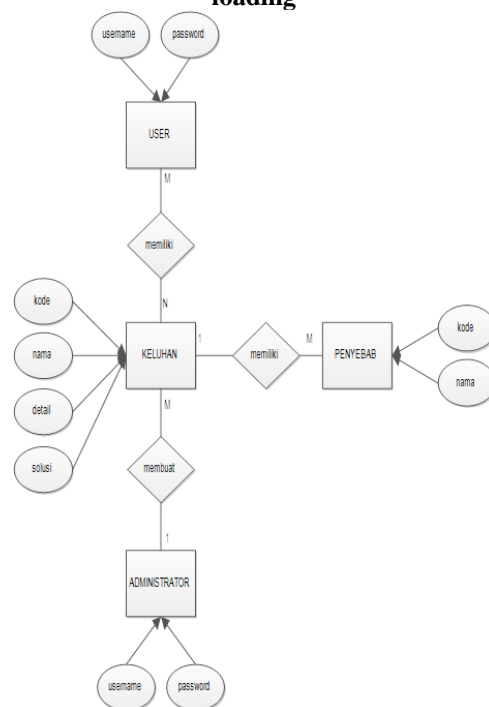 loading
username
password
USER
M
memiliki
N
kode
nama
detail
solusi
KELUHAN
1
memiliki
M
PENYEBAB
kode
nama
M
membuat
1
ADMINISTRATOR
username
password